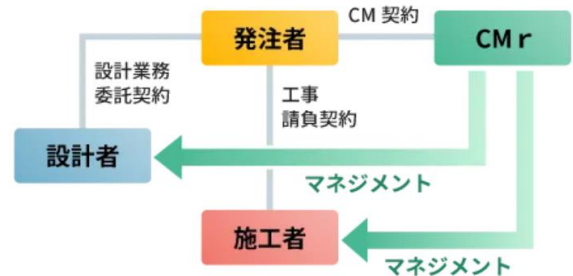 発注者
CM 契約
CMr
設計業務
委託契約
工事
請負契約
設計者
マネジメント
施工者
マネジメント